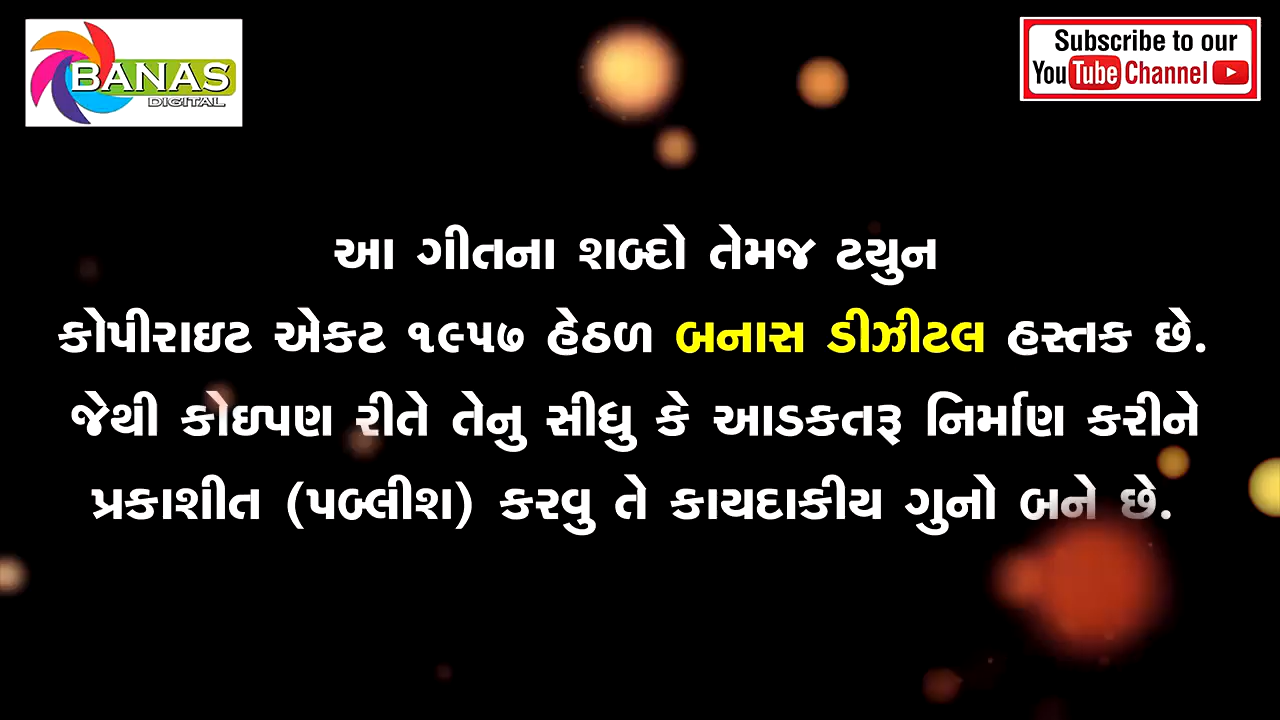 BANAS
DIGITAL
Subscribe to our
YouTube Channel
આ ગીતના શબ્દો તેમજ ટયુન
કોપીરાઇટ એકટ ૧૯૫૭ હેઠળ બનાસ ડીઝીટલ હસ્તક છે.
જેથી કોઇપણ રીતે તેનુ સીધુ કે આડકતરૂ નિર્માણ કરીને
પ્રકાશીત (પબ્લીશ) કરવુ તે કાયદાકીય ગુનો બને છે.